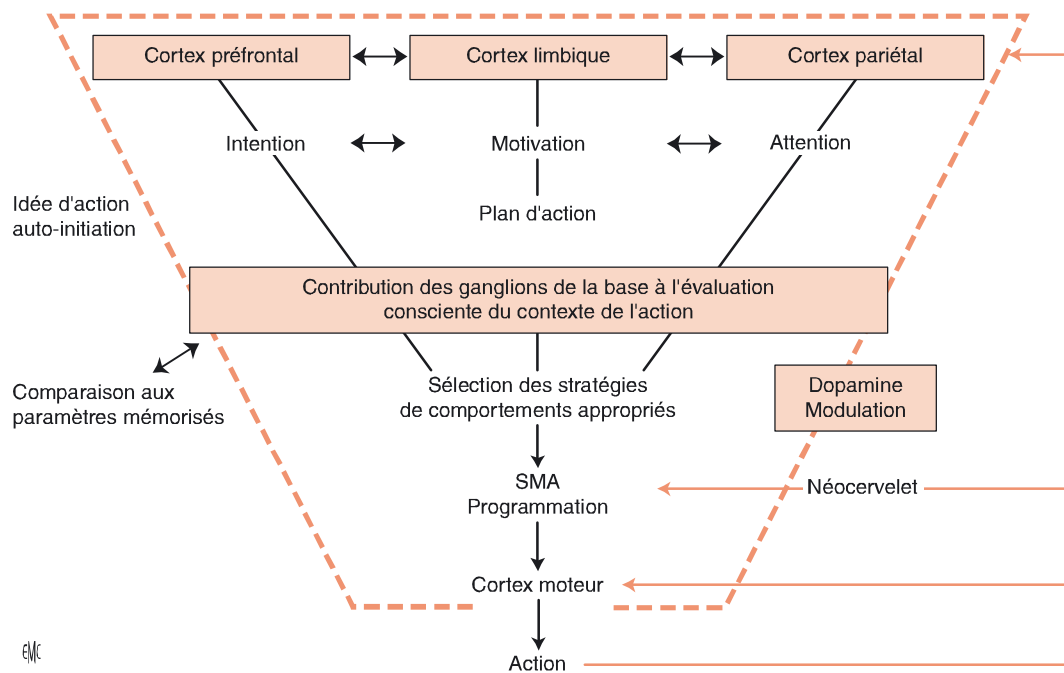 Cortex préfrontal
Cortex limbique
Cortex pariétal
Intention
Motivation
Attention
Plan d'action
Idée d'action
auto-initiation
Contribution des ganglions de la base à l'évaluation
consciente du contexte de l'action
Comparaison aux
paramètres mémorisés
Sélection des stratégies
de comportements appropriés
Dopamine
Modulation
SMA
Programmation
Néocervelet
Cortex moteur
Action
EMC